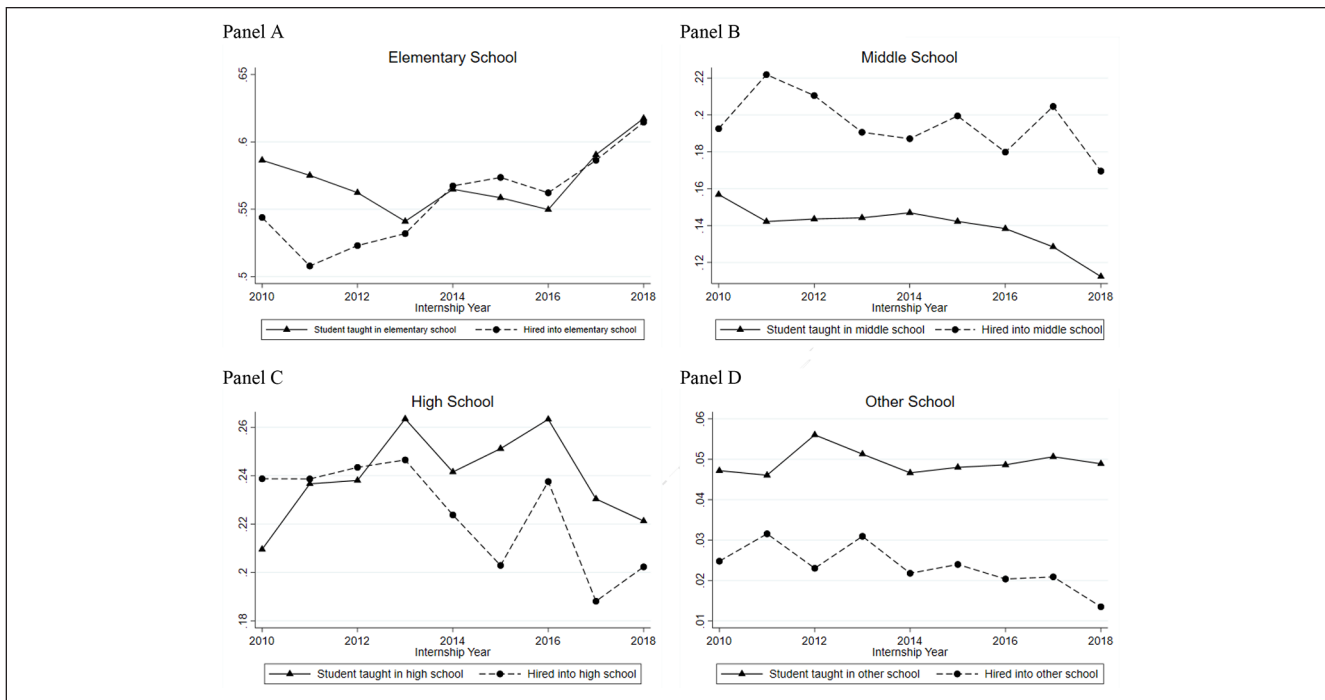 Panel A
Elementary School
.65
.6
.55
.5
2010 2012 2014 2016 2018
Internship Year
Student taught in elementary school Hired into elementary school
Panel B
Middle School
.22
.2
.18
.16
.14
.12
2010 2012 2014 2016 2018
Internship Year
Student taught in middle school Hired into middle school
Panel C
High School
.26
.24
.22
.2
.18
2010 2012 2014 2016 2018
Internship Year
Student taught in high school Hired into high school
Panel D
Other School
.06
.05
.04
.03
.02
.01
2010 2012 2014 2016 2018
Internship Year
Student taught in other school Hired into other school